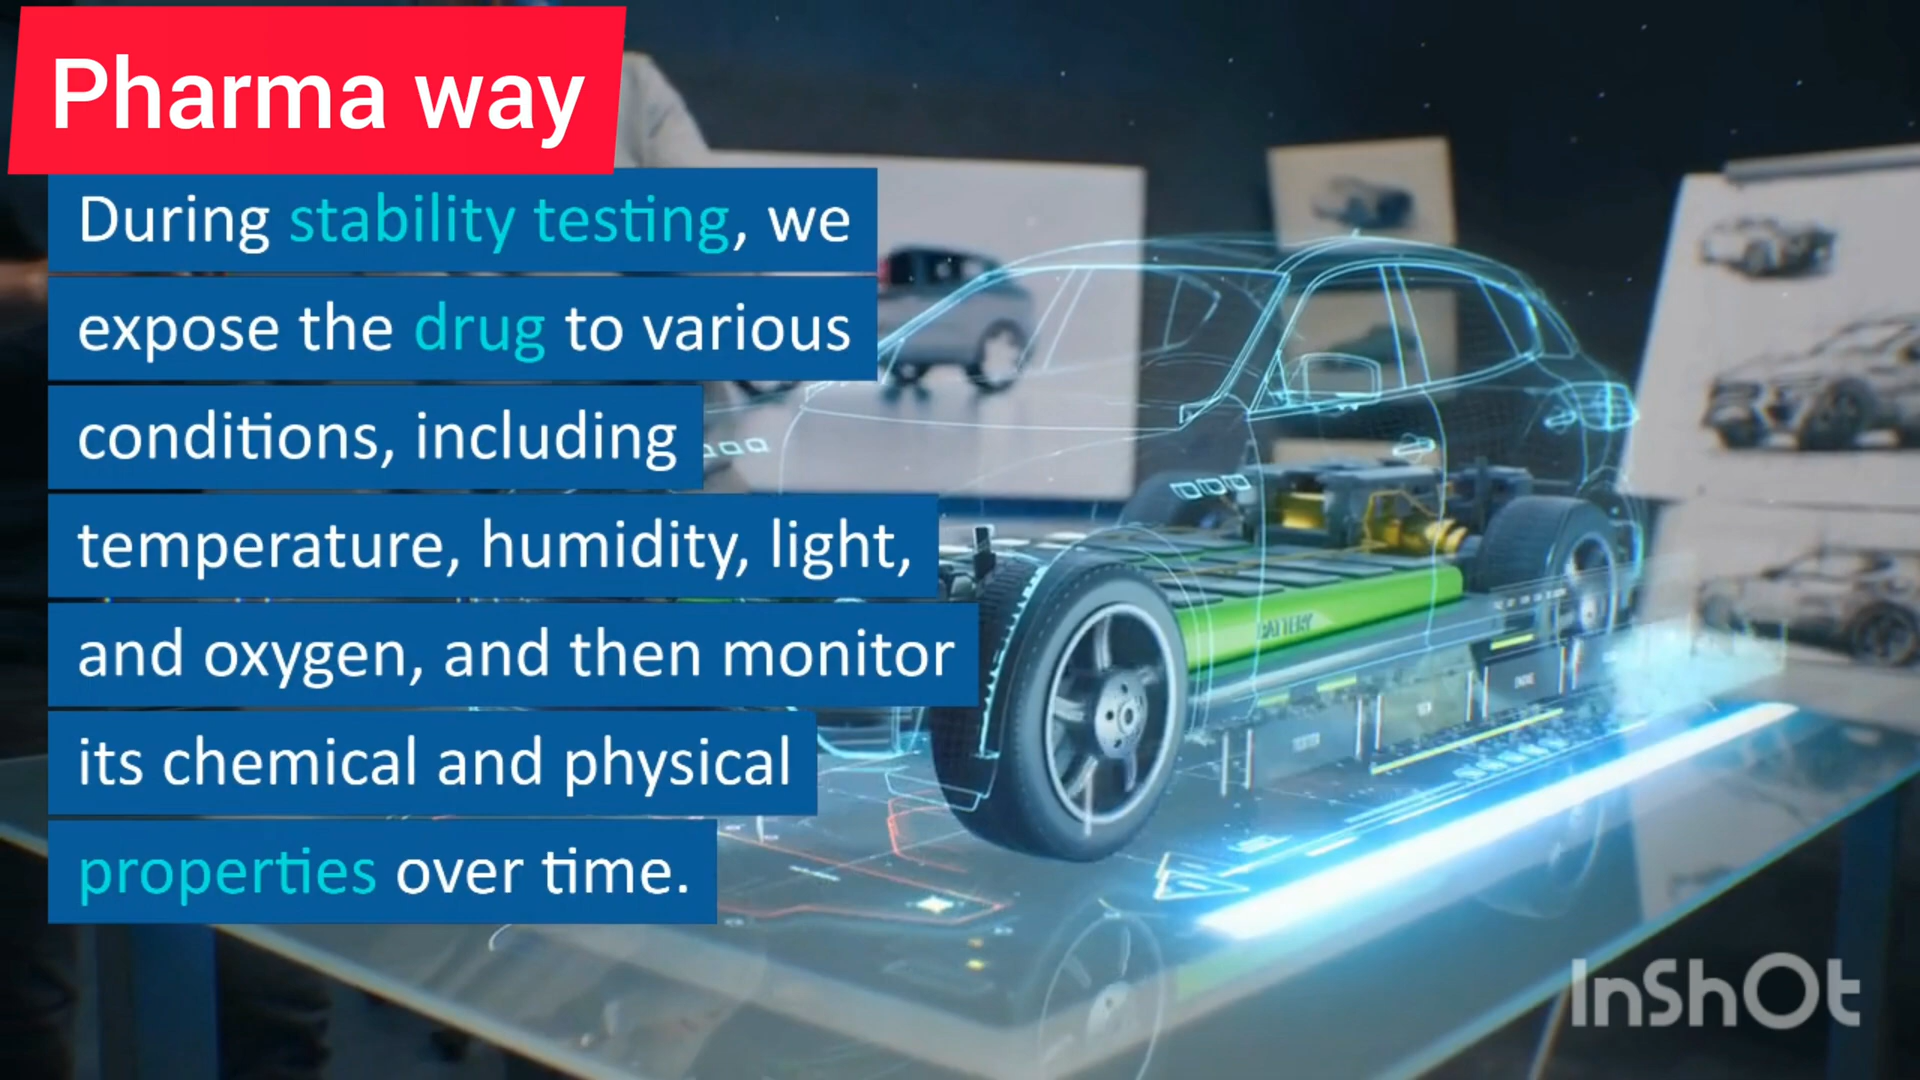 Pharma way
During stability testing, we
expose the drug to various
conditions, including
temperature, humidity, light,
and oxygen, and then monitor
its chemical and physical
properties over time.
BATTERY
InShOt